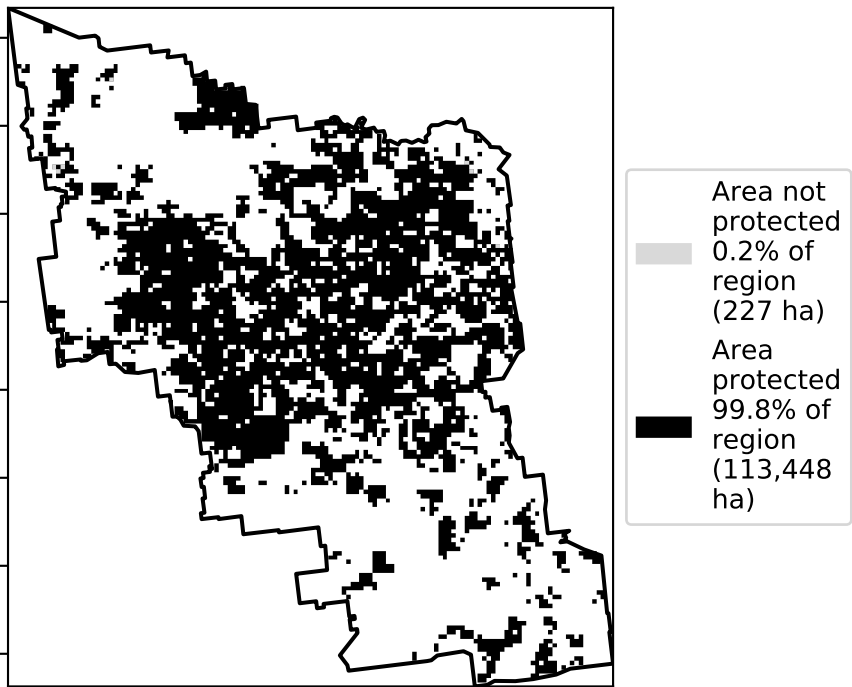 Area not
protected
0.2% of
region
(227 ha)
Area
protected
99.8% of
region
(113,448
ha)